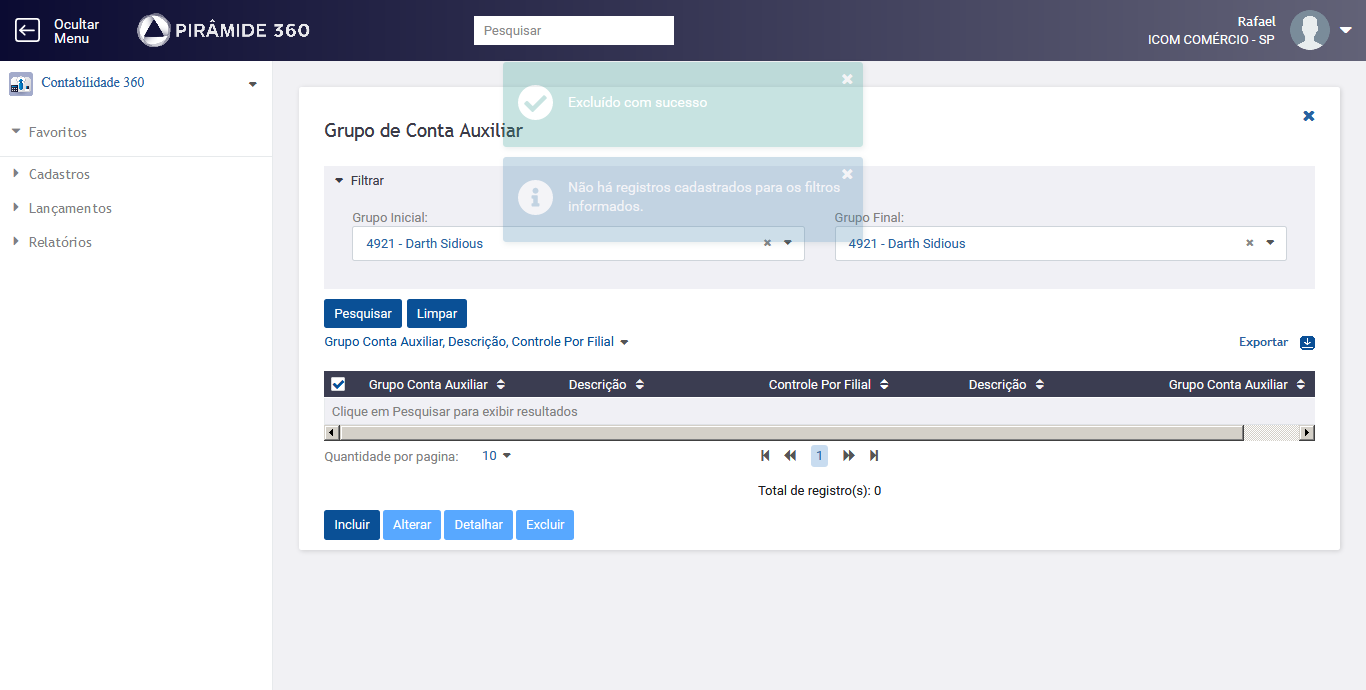 Ocultar
Menu
PIRÂMIDE 360
Pesquisar
Rafael
ICOM COMÉRCIO - SP
Contabilidade 360
Favoritos
Cadastros
Lançamentos
Relatórios
Excluído com sucesso
Grupo de Conta Auxiliar
Não há registros cadastrados para os filtros
informados.
Filtrar
Grupo Inicial:
Grupo Final:
4921 - Darth Sidious
4921 - Darth Sidious
Pesquisar Limpar
Grupo Conta Auxiliar, Descrição, Controle Por Filial
Exportar
Grupo Conta Auxiliar Descrição Controle Por Filial Descrição Grupo Conta Auxiliar
Clique em Pesquisar para exibir resultados
Quantidade por pagina: 10
1
Total de registro(s): 0
Incluir Alterar Detalhar Excluir